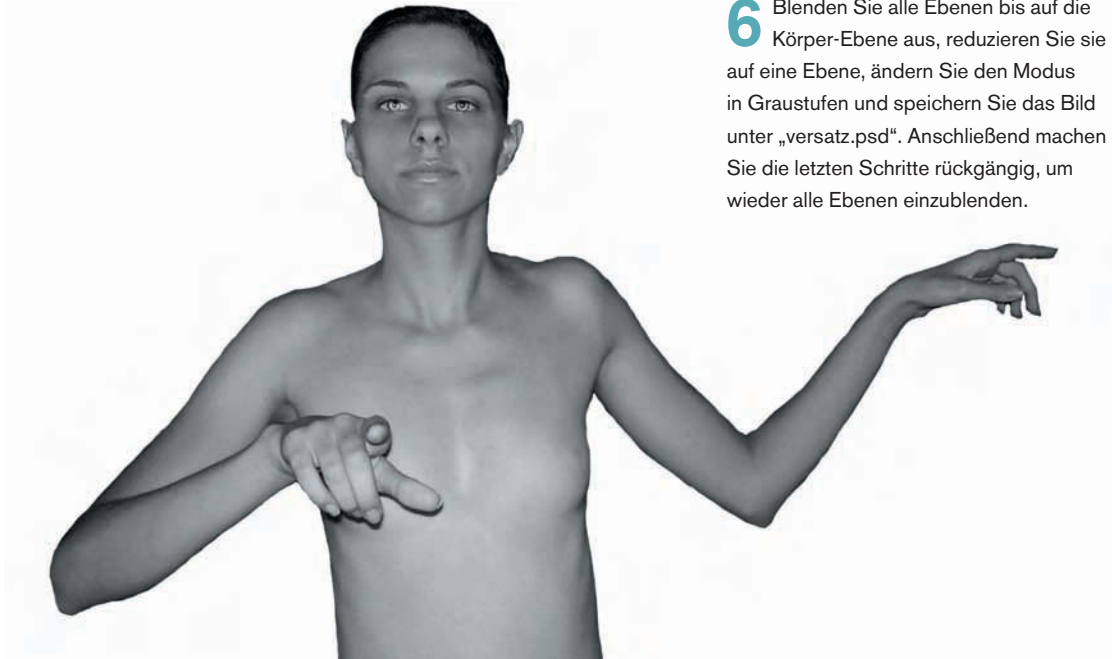 6 Blenden Sie alle Ebenen bis auf die
Körper-Ebene aus, reduzieren Sie sie
auf eine Ebene, ändern Sie den Modus
in Graustufen und speichern Sie das Bild
unter „versatz.psd“. Anschließend machen
Sie die letzten Schritte rückgängig, um
wieder alle Ebenen einzublenden.